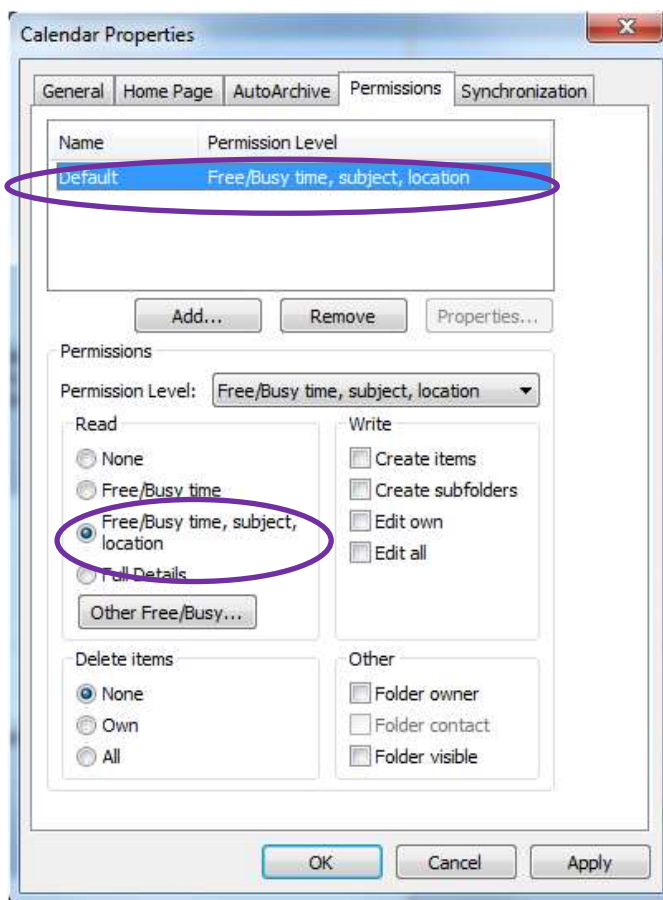 Calendar Properties
General Home Page AutoArchive Permissions Synchronization
Name Permission Level
Default Free/Busy time, subject, location
Add... Remove Properties...
Permissions
Permission Level: Free/Busy time, subject, location
Read
None
Free/Busy time
Free/Busy time, subject,
location
Full Details
Other Free/Busy...
Write
Create items
Create subfolders
Edit own
Edit all
Delete items
None
Own
All
Other
Folder owner
Folder contact
Folder visible
OK Cancel Apply